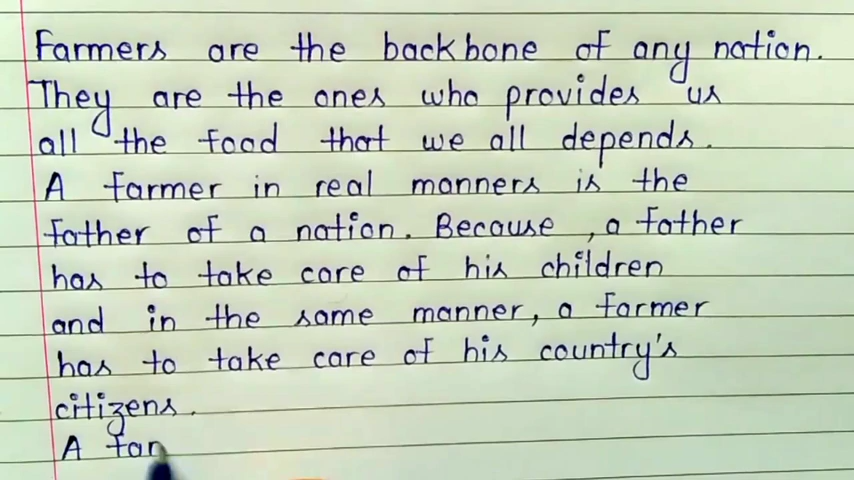 Farmers are the backbone of any nation.
They are the ones who provides us
all the food that we all depends.
A farmer in real manners is the
father of a nation. Because , a father
has to take care of his children
and in the same manner, a farmer
has to take care of his country's
citizens.
A far